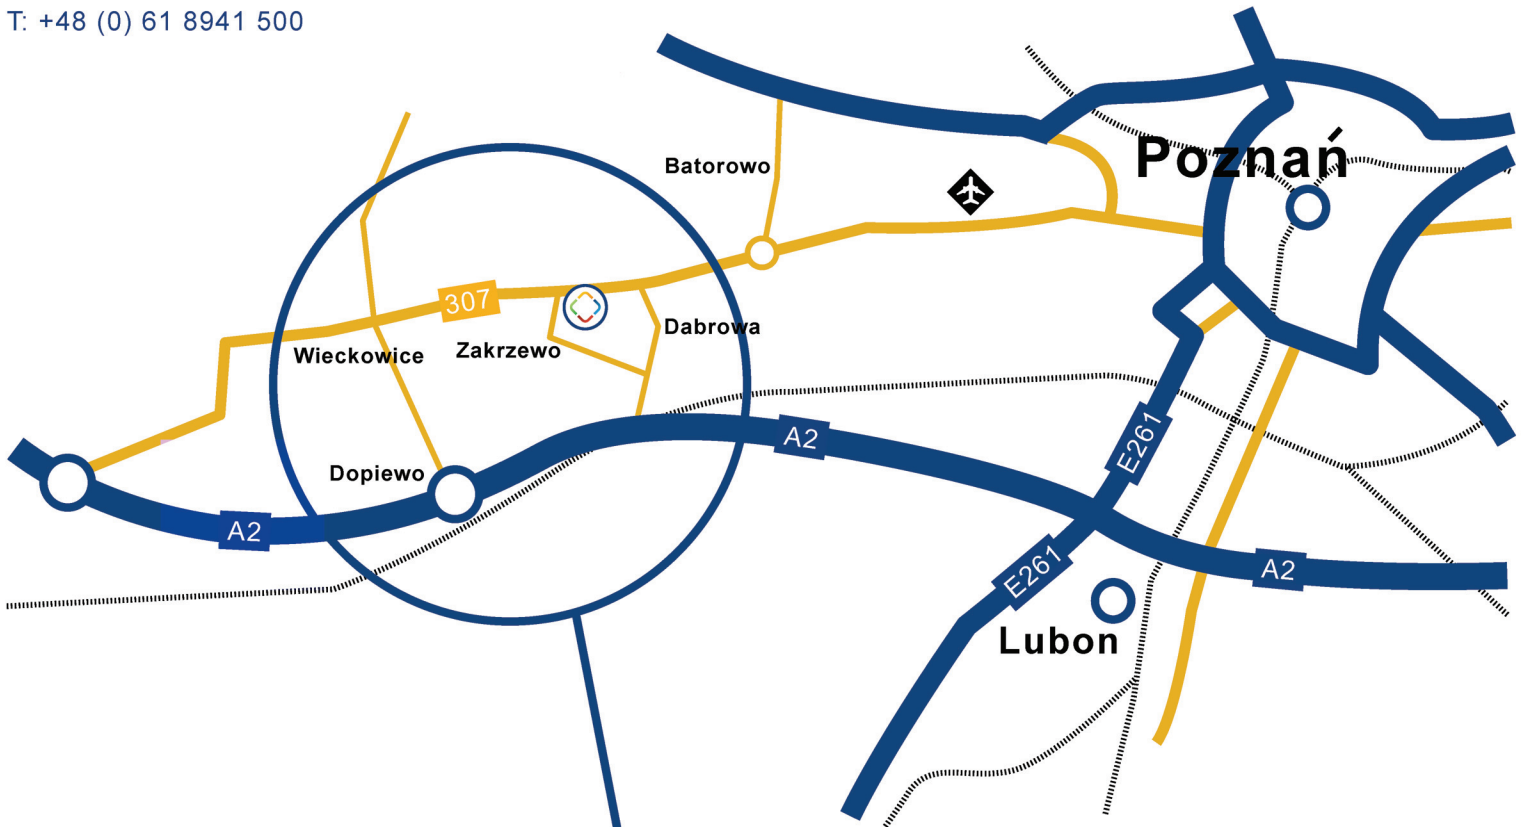 T: +48 (0) 61 8941 500
Poznań
Batorowo
307
Dabrowa
Wieckowice
Zakrzewo
A2
E261
Dopiewo
A2
E261
A2
Lubon